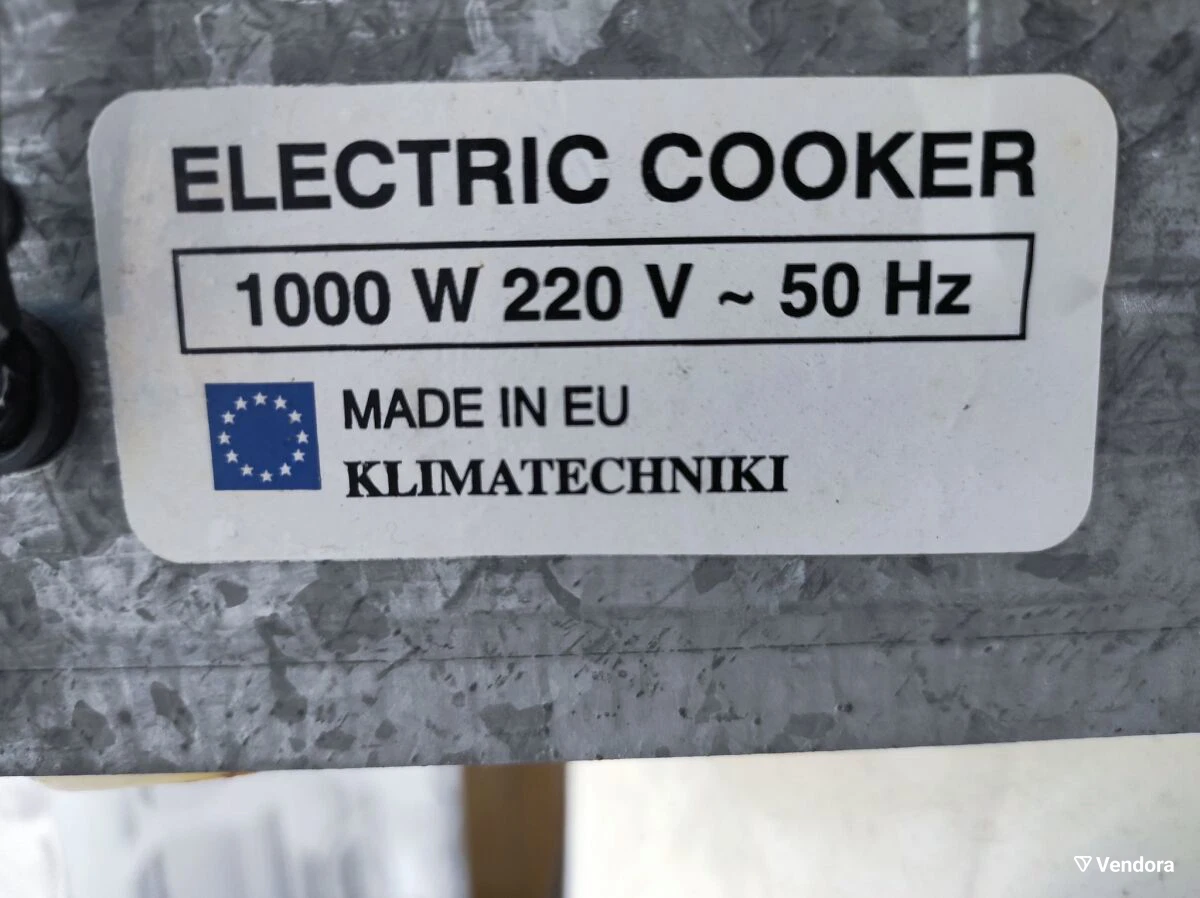 ELECTRIC COOKER
1000 W 220 V ~ 50 Hz
MADE IN EU
KLIMATECHNIKI
Vendora